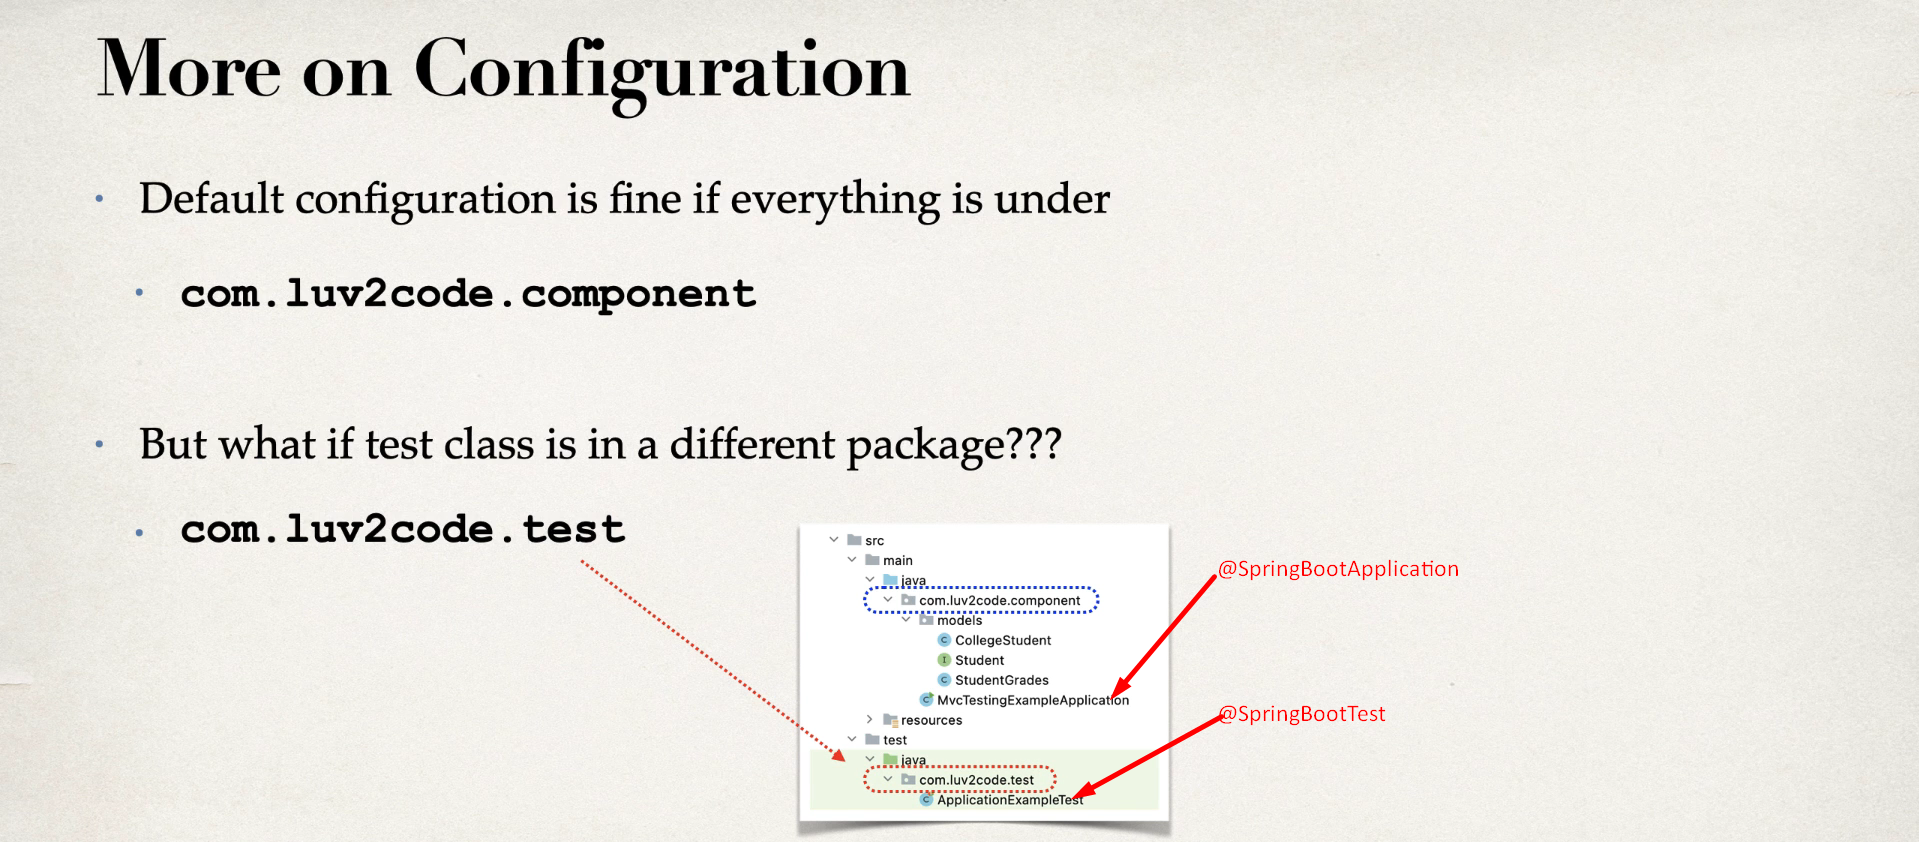 More on Configuration
• Default configuration is fine if everything is under
• com.luv2code.component
• But what if test class is in a different package???
• com.luv2code.test
src
main
java
com.luv2code.component
models
CollegeStudent
Student
StudentGrades
MvcTestingExampleApplication
resources
test
java
com.luv2code.test
ApplicationExampleTest
@SpringBootApplication
@SpringBootTest